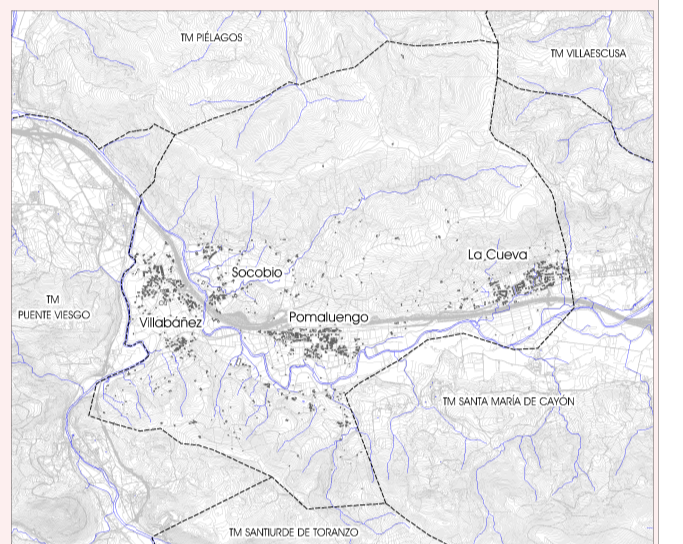 TM PIÉLAGOS
TM VILLAESCUSA
La Cueva
Socobio
TM
PUENTE VIESGO
Villabáñez
Pomaluengo
TM SANTA MARÍA DE CAYÓN
TM SANTIURDE DE TORANZO